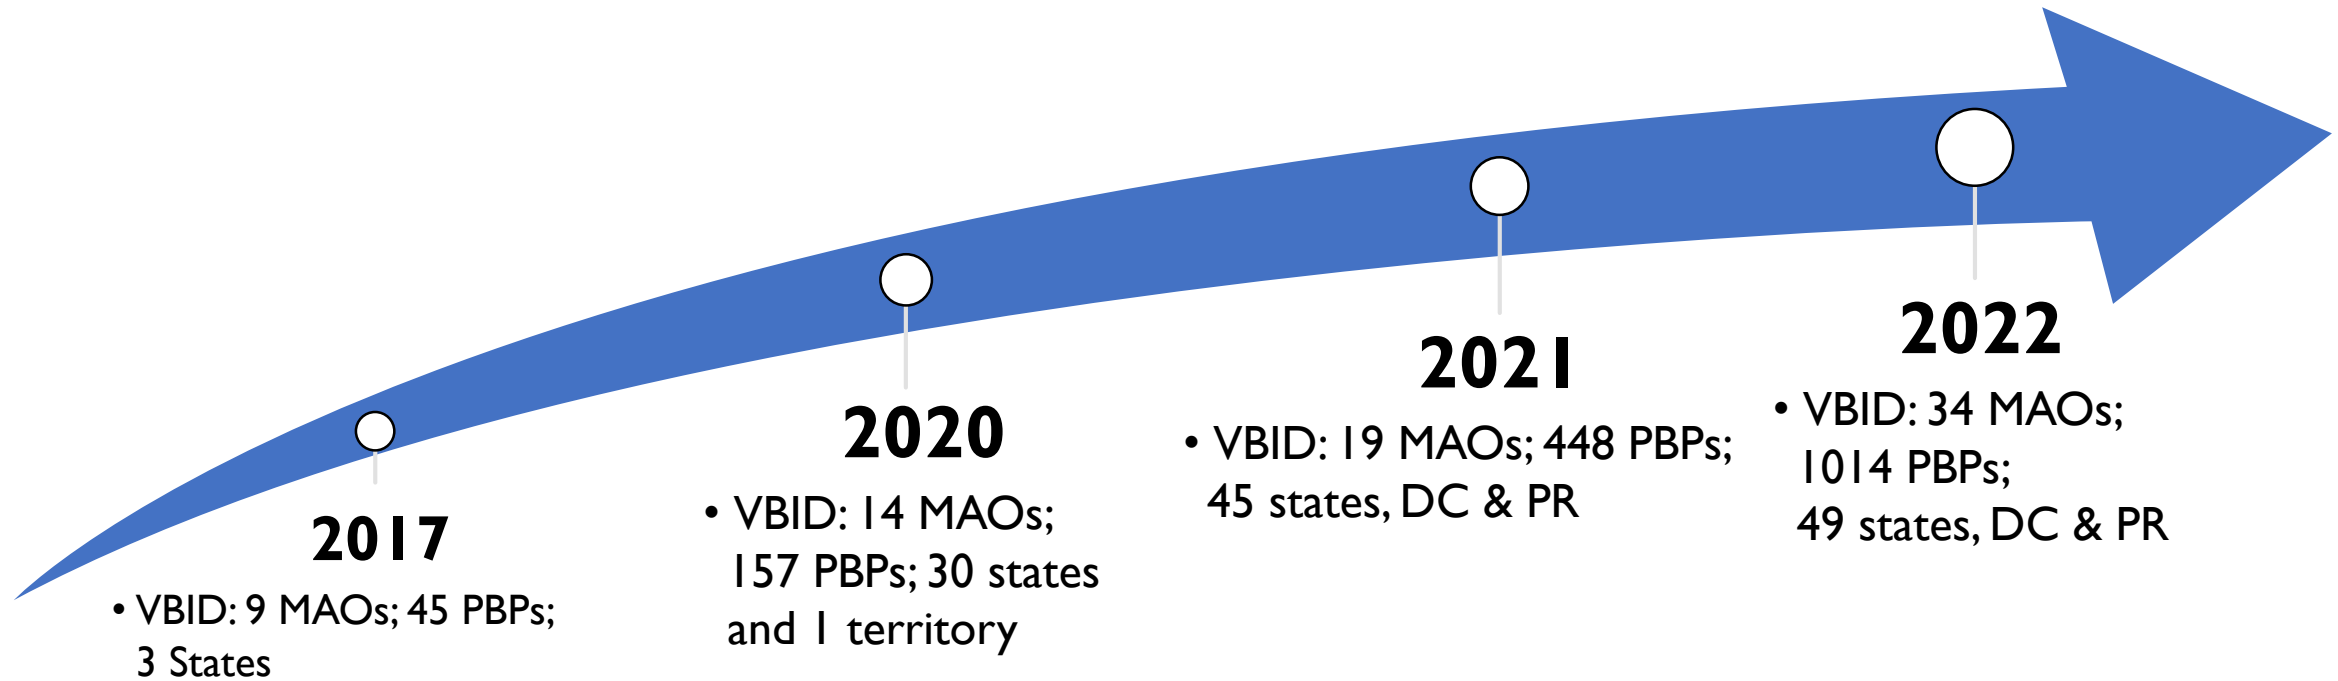 2017
• VBID: 9 MAOs; 45 PBPs;
3 States
2020
• VBID: 14 MAOs;
157 PBPs; 30 states
and 1 territory
2021
• VBID: 19 MAOs; 448 PBPs;
45 states, DC & PR
2022
• VBID: 34 MAOs;
1014 PBPs;
49 states, DC & PR